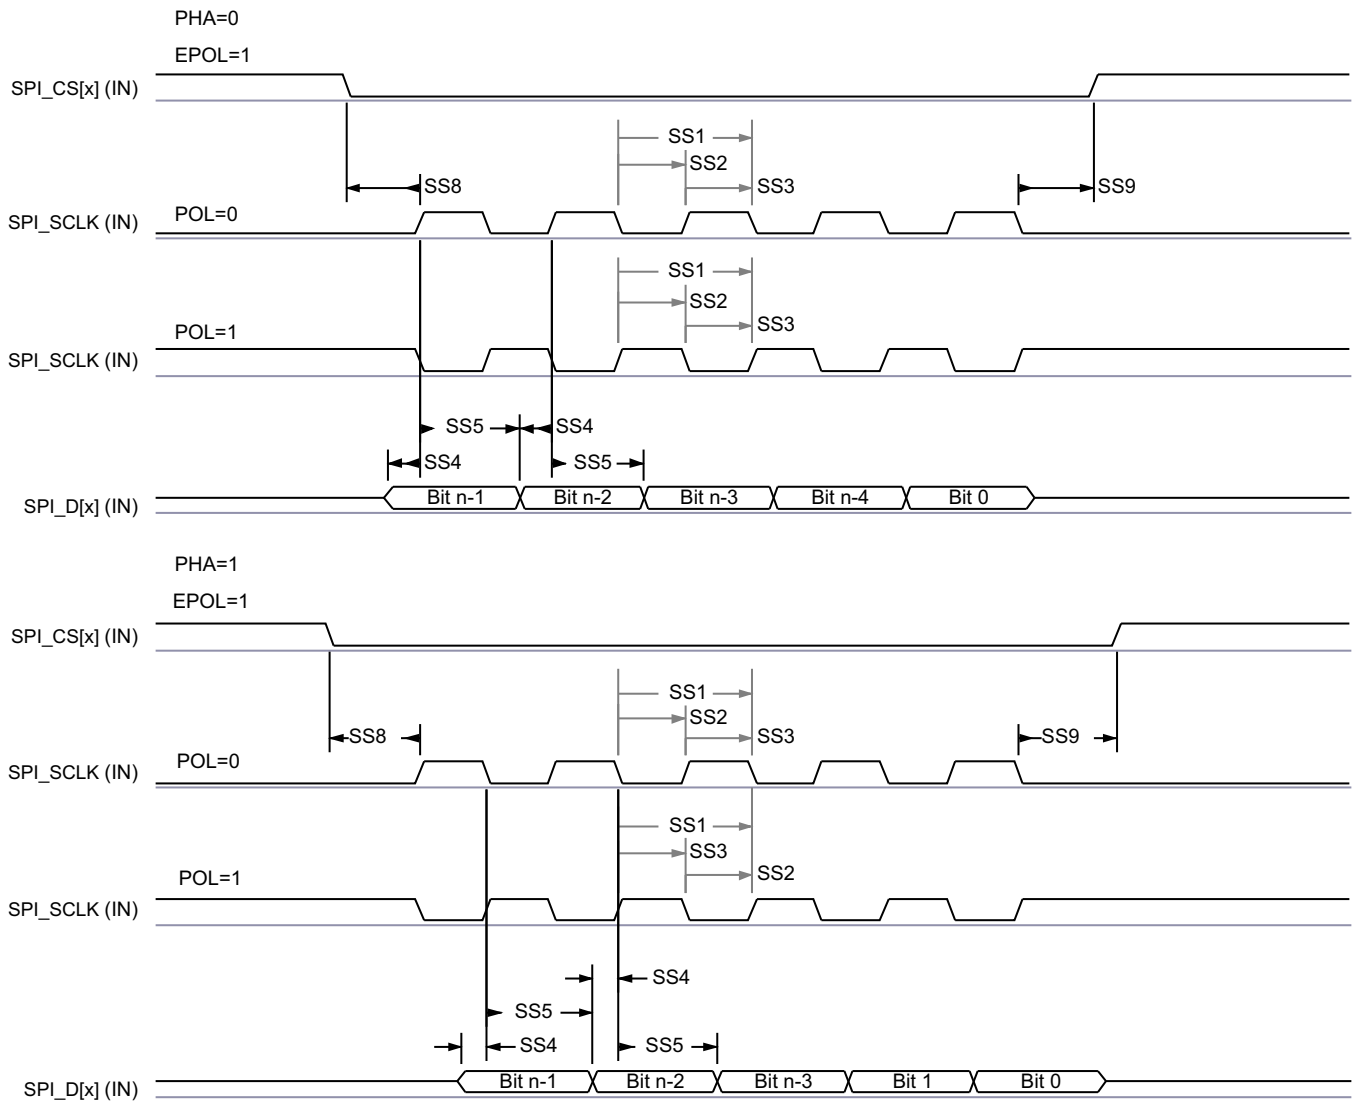 PHA=0
EPOL=1
SPI_CS[x] (IN)
SS1
SS2
SS8
SS3
SS9
POL=0
SPI_SCLK (IN)
SS1
SS2
SS3
POL=1
SPI_SCLK (IN)
SS5
SS4
SS4
SS5
SPI_D[x] (IN)
Bit n-1
Bit n-2
Bit n-3
Bit n-4
Bit 0
PHA=1
EPOL=1
SPI_CS[x] (IN)
SS1
SS2
SS8
SS3
SS9
POL=0
SPI_SCLK (IN)
SS1
SS3
SS2
POL=1
SPI_SCLK (IN)
SS4
SS5
SS4
SS5
SPI_D[x] (IN)
Bit n-1
Bit n-2
Bit n-3
Bit 1
Bit 0